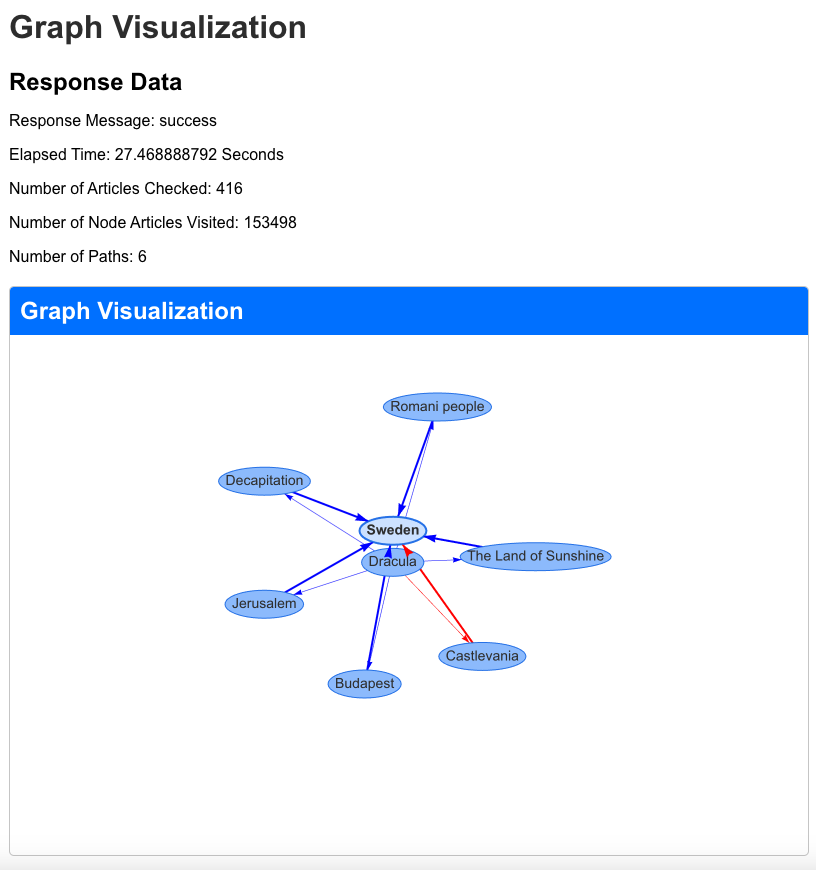 Graph Visualization
Response Data
Response Message: success
Elapsed Time: 27.468888792 Seconds
Number of Articles Checked: 416
Number of Node Articles Visited: 153498
Number of Paths: 6
Graph Visualization
Romani people
Decapitation
Sweden
The Land of Sunshine
Dracula
Jerusalem
Castlevania
Budapest